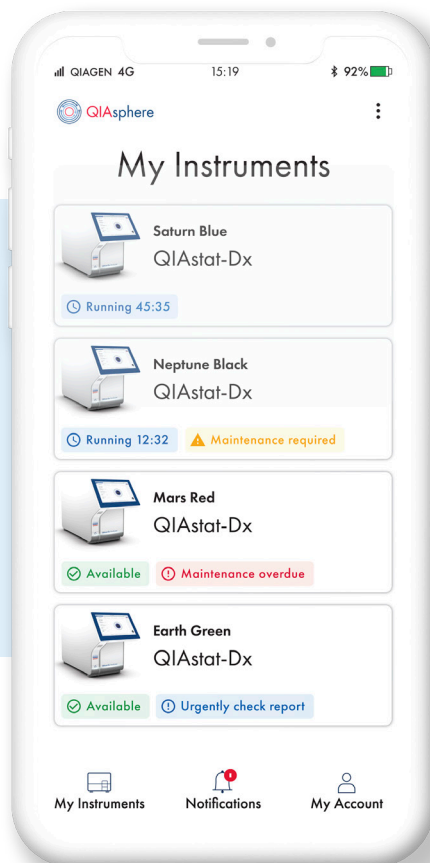 QIAGEN 4G 15:19 92%
QIAsphere
My Instruments
Saturn Blue
QIAstat-Dx
Running 45:35
Neptune Black
QIAstat-Dx
Running 12:32 Maintenance required
Mars Red
QIAstat-Dx
Available Maintenance overdue
Earth Green
QIAstat-Dx
Available Urgently check report
My Instruments Notifications My Account